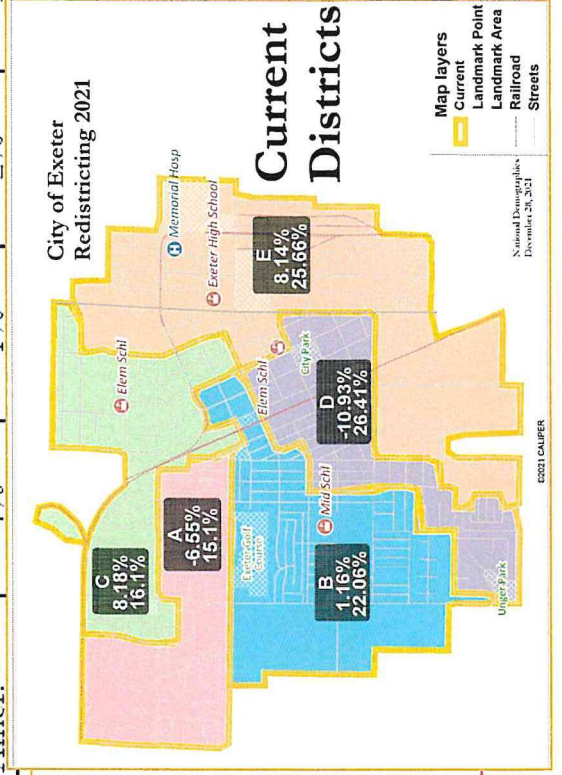 City of Exeter
Redistricting 2021
Current
Districts
Map layers
Current
Landmark Point
Landmark Area
Railroad
Streets
National Demographics
December 28, 2021
©2021 CALIPER
Memorial Hosp
Exeter High School
Elem Schl
Elem Schl
City Park
Mid Schl
Exeter Golf
Course
Unger Park
C
8.18%
16.1%
A
-6.55%
15.1%
B
1.16%
22.06%
D
-10.93%
26.41%
E
8.14%
25.66%